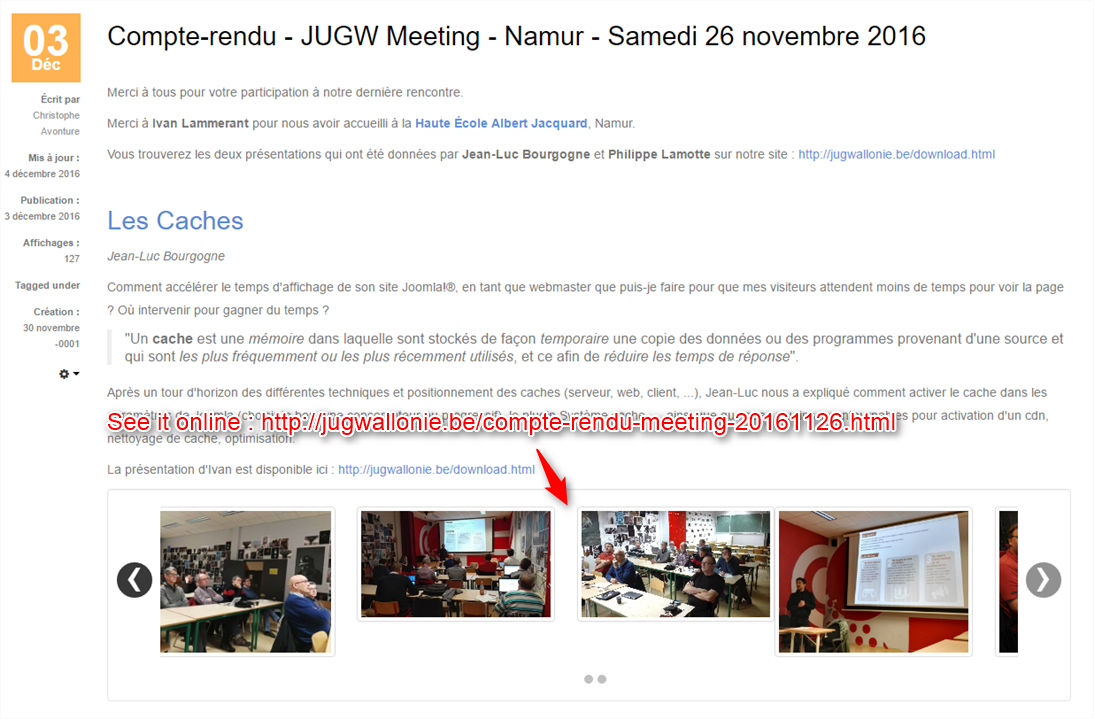 03
Déc
Écrit par
Christophe
Avonture
Mis à jour :
4 décembre 2016
Publication :
3 décembre 2016
Affichages :
127
Tagged under
Création :
30 novembre
-0001
Compte-rendu - JUGW Meeting - Namur - Samedi 26 novembre 2016
Merci à tous pour votre participation à notre dernière rencontre.
Merci à Ivan Lammerant pour nous avoir accueilli à la Haute École Albert Jacquard, Namur.
Vous trouverez les deux présentations qui ont été données par Jean-Luc Bourgogne et Philippe Lamotte sur notre site : http://jugwallonie.be/download.html
Les Caches
Jean-Luc Bourgogne
Comment accélérer le temps d'affichage de son site Joomla!®, en tant que webmaster que puis-je faire pour que mes visiteurs attendent moins de temps pour voir la page
? Où intervenir pour gagner du temps ?
"Un cache est une mémoire dans laquelle sont stockés de façon temporaire une copie des données ou des programmes provenant d'une source et
qui sont les plus fréquemment ou les plus récemment utilisés, et ce afin de réduire les temps de réponse".
Après un tour d'horizon des différentes techniques et positionnement des caches (serveur, web, client, ...), Jean-Luc nous a expliqué comment activer le cache dans les
pour activation d'un cdn,
See it online : http://jugwallonie.be/compte-rendu-meeting-20161126.html
nettoyage de cache, optimisation.
La présentation d'Ivan est disponible ici : http://jugwallonie.be/download.html